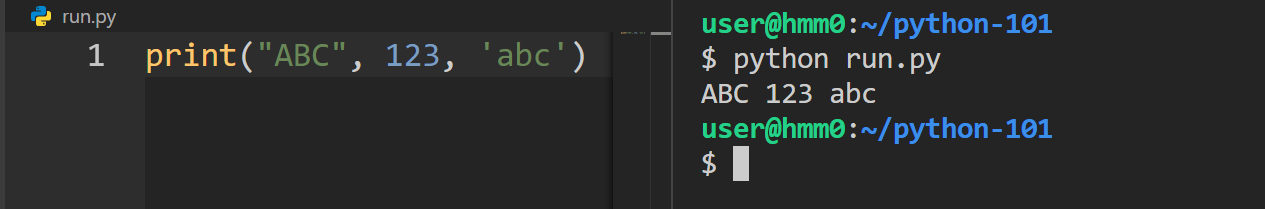 run.py
1 print("ABC", 123, 'abc')
user@hmm0:~/python-101
$ python run.py
ABC 123 abc
user@hmm0:~/python-101
$